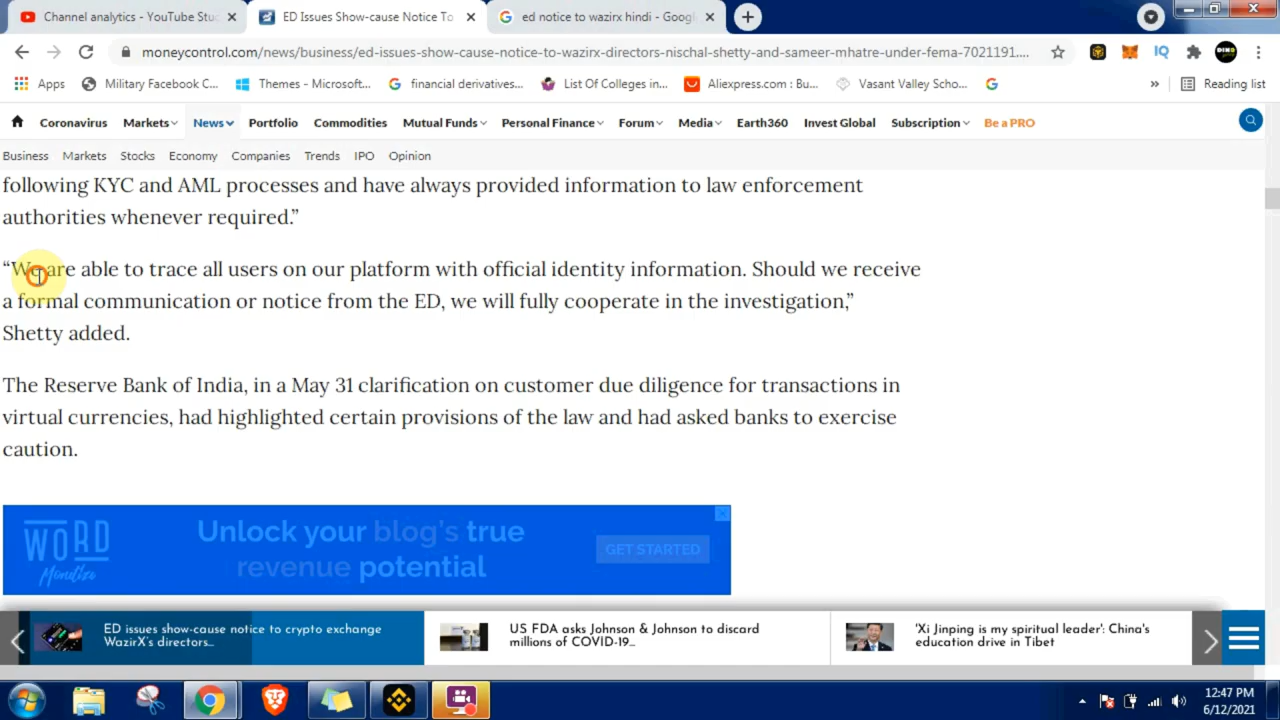 Channel analytics - YouTube Stu
ED Issues Show-cause Notice To
ed notice to wazirx hindi - Goog
moneycontrol.com/news/business/ed-issues-show-cause-notice-to-wazirx-directors-nischal-shetty-and-sameer-mhatre-under-fema-7021191....
IQ
Apps
Military Facebook C...
Themes - Microsoft...
financial derivatives...
List Of Colleges in...
Aliexpress.com : Bu...
Vasant Valley Scho...
»
Reading list
Coronavirus
Markets
News
Portfolio
Commodities
Mutual Funds
Personal Finance
Forum
Media
Earth360
Invest Global
Subscription
Be a PRO
Business
Markets
Stocks
Economy
Companies
Trends
IPO
Opinion
following KYC and AML processes and have always provided information to law enforcement
authorities whenever required.”
“We are able to trace all users on our platform with official identity information. Should we receive
a formal communication or notice from the ED, we will fully cooperate in the investigation,”
Shetty added.
The Reserve Bank of India, in a May 31 clarification on customer due diligence for transactions in
virtual currencies, had highlighted certain provisions of the law and had asked banks to exercise
caution.
WORD
Monetize
Unlock your blog's true
revenue potential
GET STARTED
ED issues show-cause notice to crypto exchange
WazirX's directors...
US FDA asks Johnson & Johnson to discard
millions of COVID-19...
'Xi Jinping is my spiritual leader': China's
education drive in Tibet
12:47 PM
6/12/2021